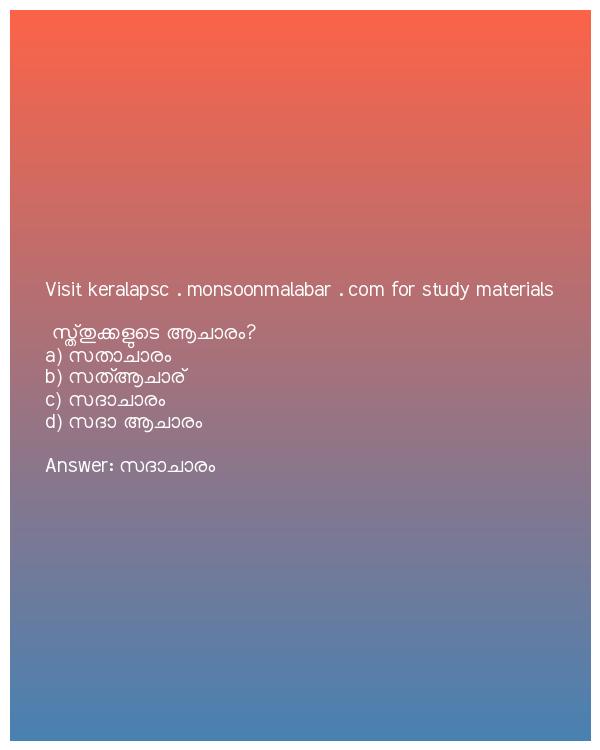 Visit keralapsc . monsoonmalabar . com for study materials
സ്ത്തുക്കളുടെ ആചാരം?
a) സതാചാരം
b) സത്ആചാര്
c) സദാചാരം
d) സദാ ആചാരം
Answer: സദാചാരം